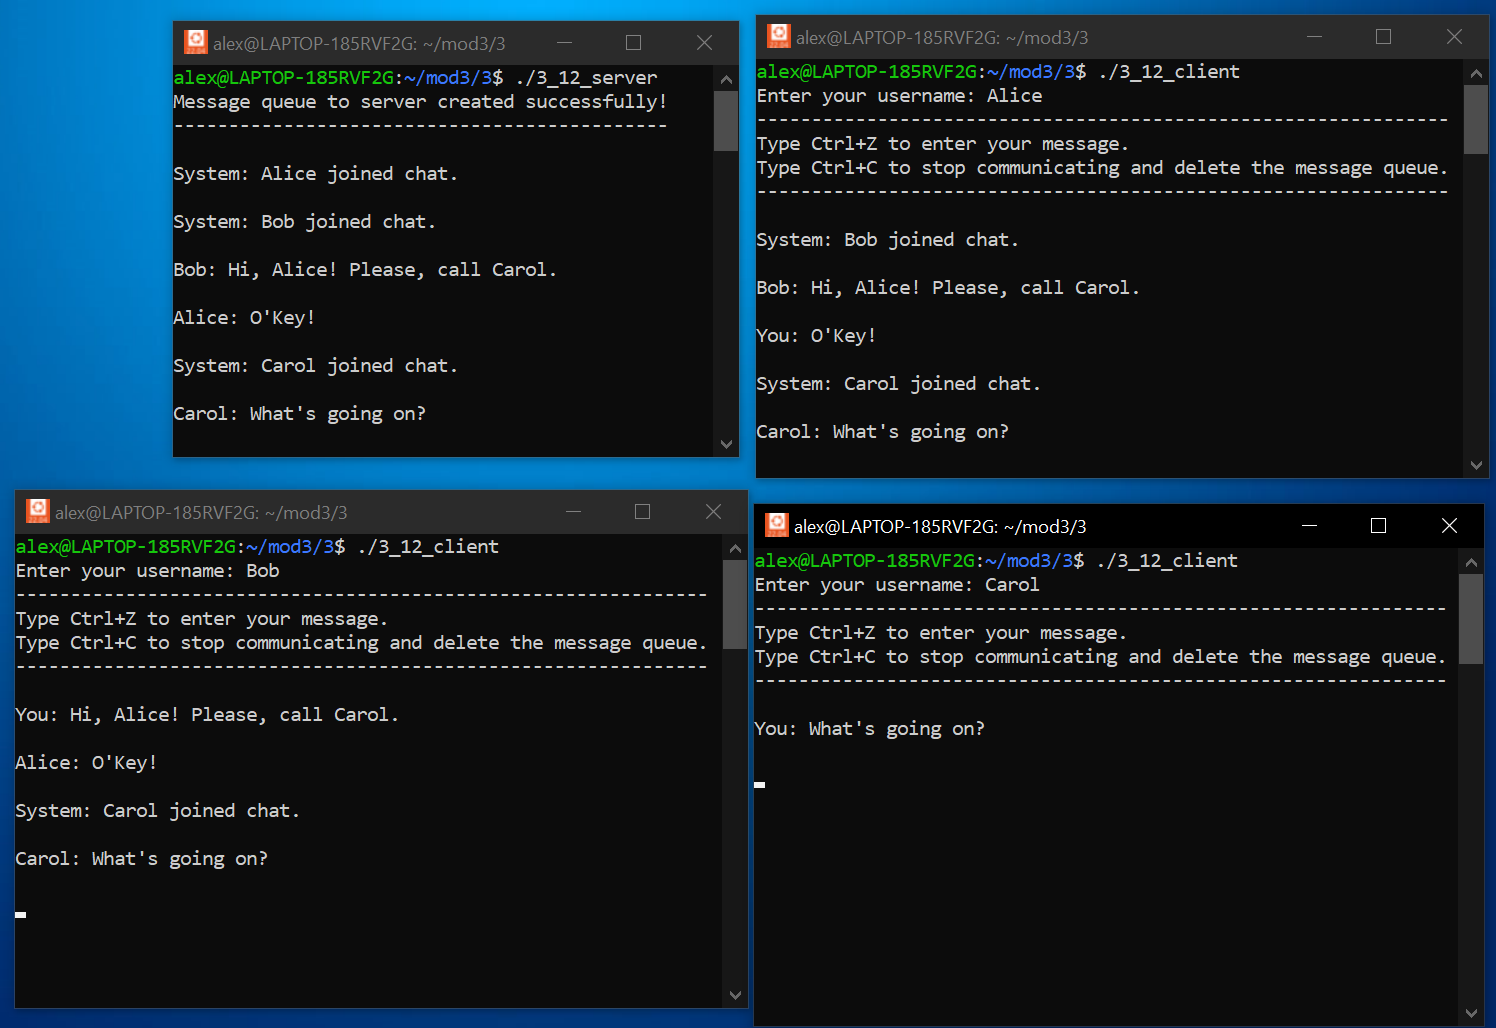 alex@LAPTOP-185RVF2G: ~/mod3/3
alex@LAPTOP-185RVF2G:~/mod3/3$ ./3_12_server
Message queue to server created successfully!
---------------------------------------------
System: Alice joined chat.
System: Bob joined chat.
Bob: Hi, Alice! Please, call Carol.
Alice: O'Key!
System: Carol joined chat.
Carol: What's going on?
alex@LAPTOP-185RVF2G: ~/mod3/3
alex@LAPTOP-185RVF2G:~/mod3/3$ ./3_12_client
Enter your username: Alice
---------------------------------------------------------------
Type Ctrl+Z to enter your message.
Type Ctrl+C to stop communicating and delete the message queue.
---------------------------------------------------------------
System: Bob joined chat.
Bob: Hi, Alice! Please, call Carol.
You: O'Key!
System: Carol joined chat.
Carol: What's going on?
alex@LAPTOP-185RVF2G: ~/mod3/3
alex@LAPTOP-185RVF2G:~/mod3/3$ ./3_12_client
Enter your username: Bob
---------------------------------------------------------------
Type Ctrl+Z to enter your message.
Type Ctrl+C to stop communicating and delete the message queue.
---------------------------------------------------------------
You: Hi, Alice! Please, call Carol.
Alice: O'Key!
System: Carol joined chat.
Carol: What's going on?
alex@LAPTOP-185RVF2G: ~/mod3/3
alex@LAPTOP-185RVF2G:~/mod3/3$ ./3_12_client
Enter your username: Carol
---------------------------------------------------------------
Type Ctrl+Z to enter your message.
Type Ctrl+C to stop communicating and delete the message queue.
---------------------------------------------------------------
You: What's going on?